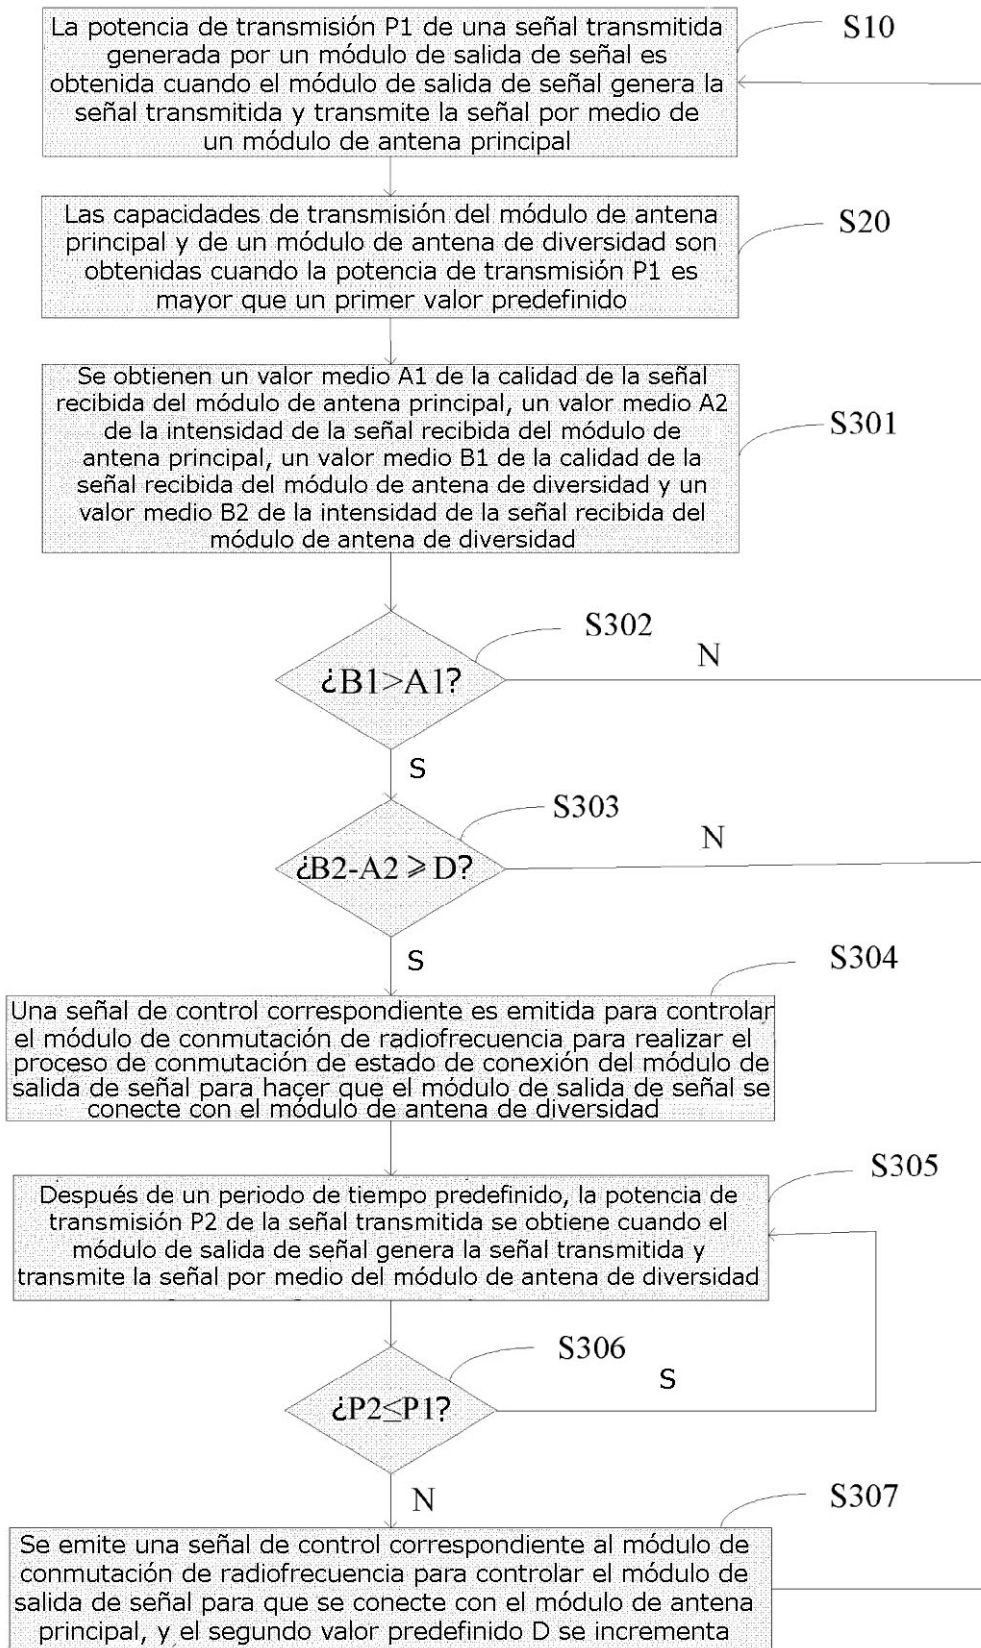 La potencia de transmisión P1 de una señal transmitida
generada por un módulo de salida de señal es
obtenida cuando el módulo de salida de señal genera la
señal transmitida y transmite la señal por medio de
un módulo de antena principal
S10
Las capacidades de transmisión del módulo de antena
principal y de un módulo de antena de diversidad son
obtenidas cuando la potencia de transmisión P1 es
mayor que un primer valor predefinido
S20
Se obtienen un valor medio A1 de la calidad de la señal
recibida del módulo de antena principal, un valor medio A2
de la intensidad de la señal recibida del módulo de
antena principal, un valor medio B1 de la calidad de la
señal recibida del módulo de antena de diversidad y un
valor medio B2 de la intensidad de la señal recibida del
módulo de antena de diversidad
S301
¿B1>A1?
S302
N
S
¿B2-A2⩾D?
S303
N
S
Una señal de control correspondiente es emitida para controlar
el módulo de conmutación de radiofrecuencia para realizar el
proceso de conmutación de estado de conexión del módulo de
salida de señal para hacer que el módulo de salida de señal se
conecte con el módulo de antena de diversidad
S304
Después de un periodo de tiempo predefinido, la potencia de
transmisión P2 de la señal transmitida se obtiene cuando el
módulo de salida de señal genera la señal transmitida y
transmite la señal por medio del módulo de antena de diversidad
S305
¿P2≤P1?
S306
S
N
Se emite una señal de control correspondiente al módulo de
conmutación de radiofrecuencia para controlar el módulo de
salida de señal para que se conecte con el módulo de antena
principal, y el segundo valor predefinido D se incrementa
S307